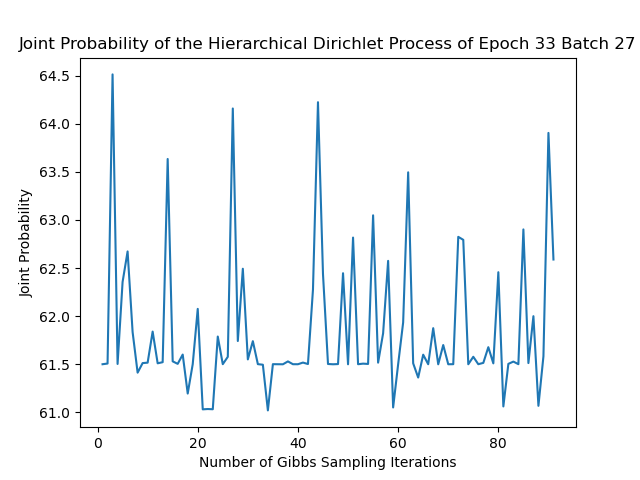 Joint Probability of the Hierarchical Dirichlet Process of Epoch 33 Batch 27
64.5
64.0
63.5
63.0
62.5
62.0
61.5
61.0
Joint Probability
0 20 40 60 80
Number of Gibbs Sampling Iterations